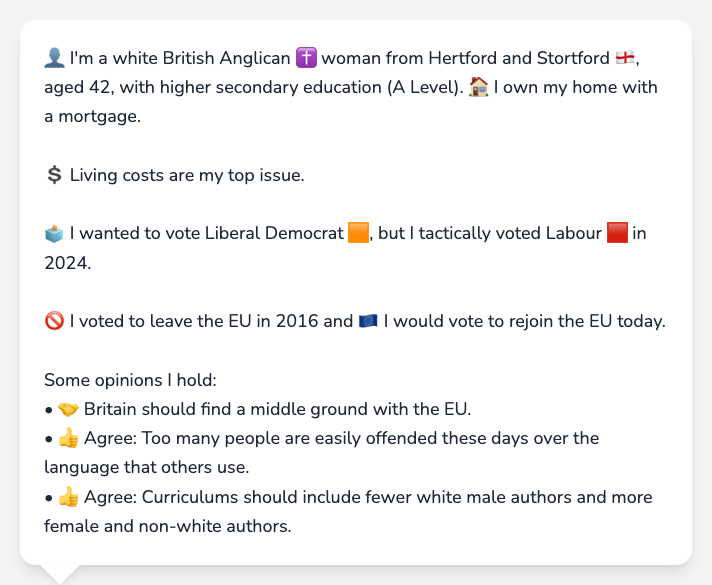 👤 I'm a white British Anglican ✝️ woman from Hertford and Stortford 🏴󠁧󠁢󠁥󠁮󠁧󠁿,
aged 42, with higher secondary education (A Level). 🏠 I own my home with
a mortgage.
💲 Living costs are my top issue.
🗳️ I wanted to vote Liberal Democrat 🟧, but I tactically voted Labour 🟥 in
2024.
🚫 I voted to leave the EU in 2016 and 🇪🇺 I would vote to rejoin the EU today.
Some opinions I hold:
• 🤝 Britain should find a middle ground with the EU.
• 👍 Agree: Too many people are easily offended these days over the
language that others use.
• 👍 Agree: Curriculums should include fewer white male authors and more
female and non-white authors.